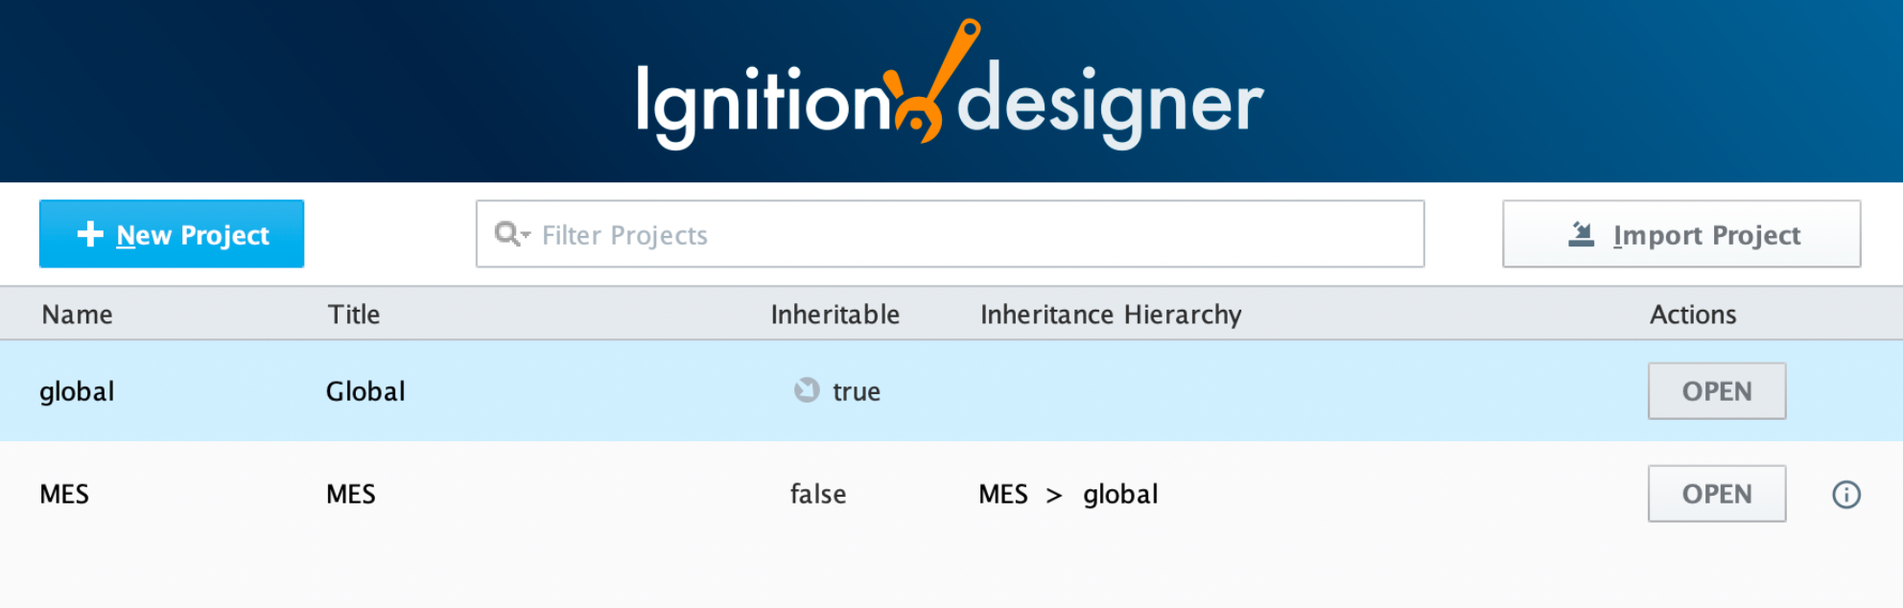 Ignition designer
New Project Filter Projects Import Project
Name Title Inheritable Inheritance Hierarchy Actions
global Global true OPEN
MES MES false MES > global OPEN